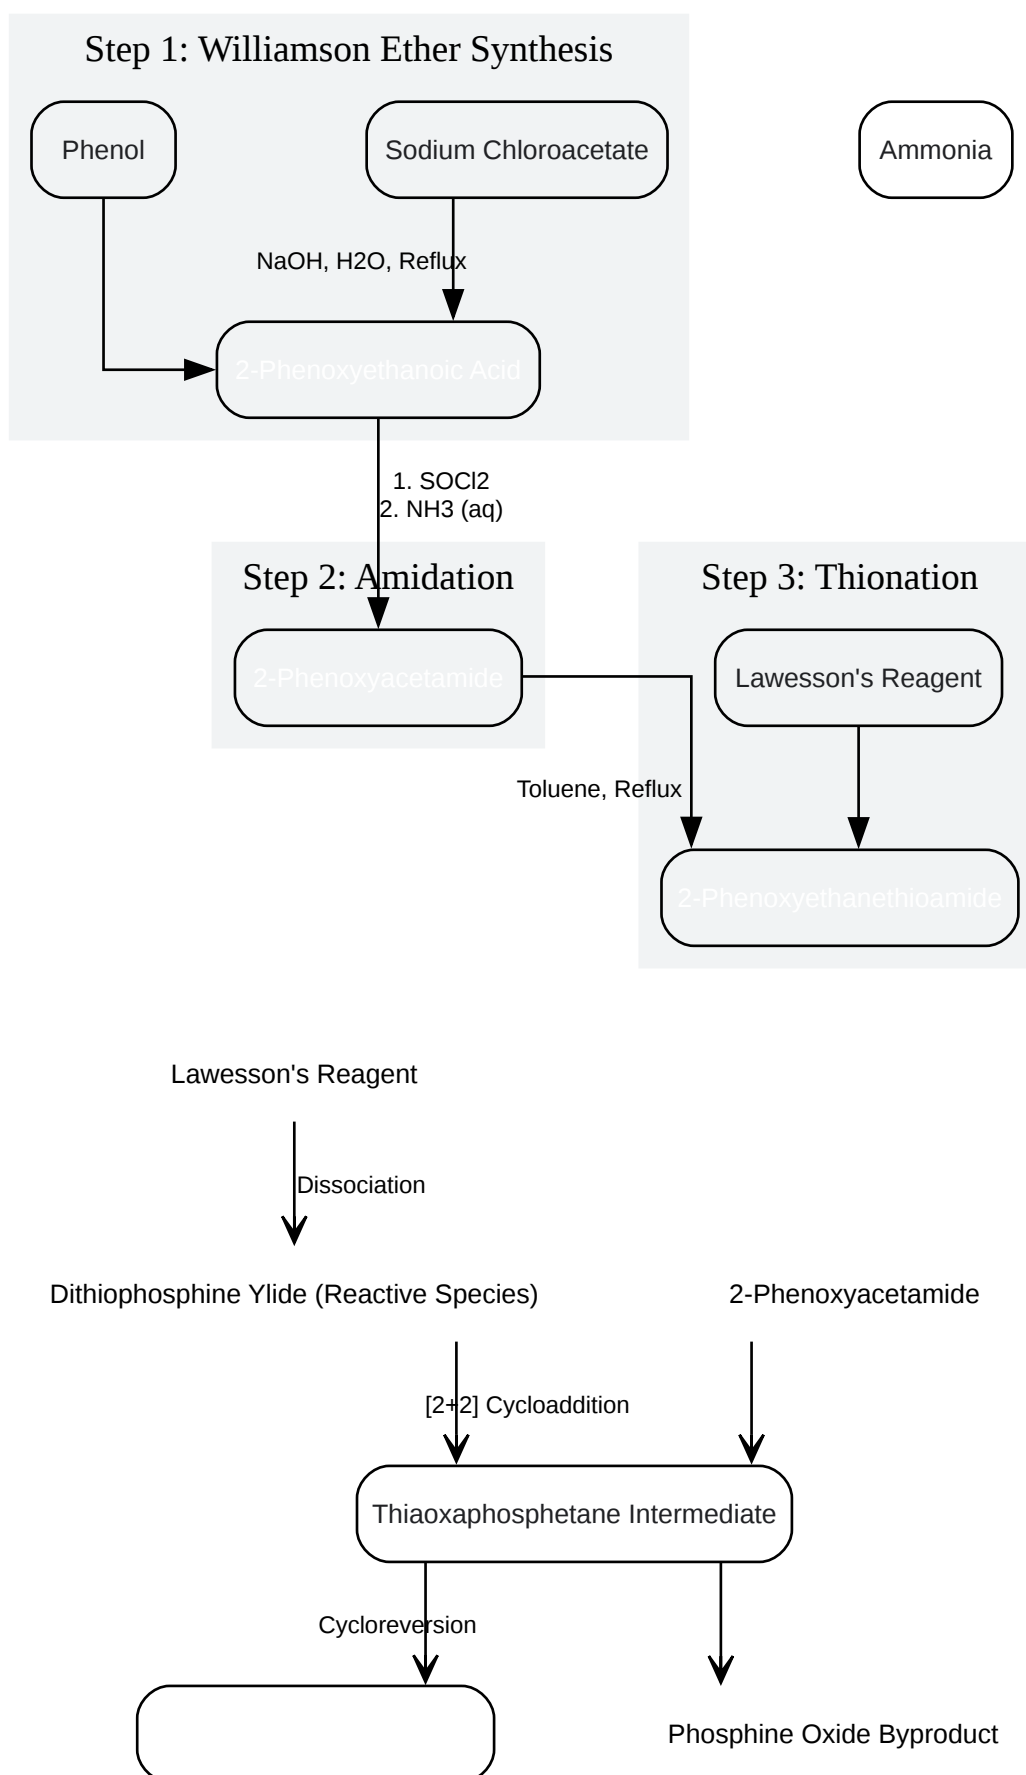 Step 1: Williamson Ether Synthesis
Phenol
Sodium Chloroacetate
Ammonia
NaOH, H2O, Reflux
2-Phenoxyethanoic Acid
1. SOCl2
2. NH3 (aq)
Step 2: Amidation
Step 3: Thionation
2-Phenoxyacetamide
Lawesson's Reagent
Toluene, Reflux
2-Phenoxyethanethioamide
Lawesson's Reagent
Dissociation
Dithiophosphine Ylide (Reactive Species)
2-Phenoxyacetamide
[2+2] Cycloaddition
Thiaoxaphosphetane Intermediate
Cycloreversion
Phosphine Oxide Byproduct